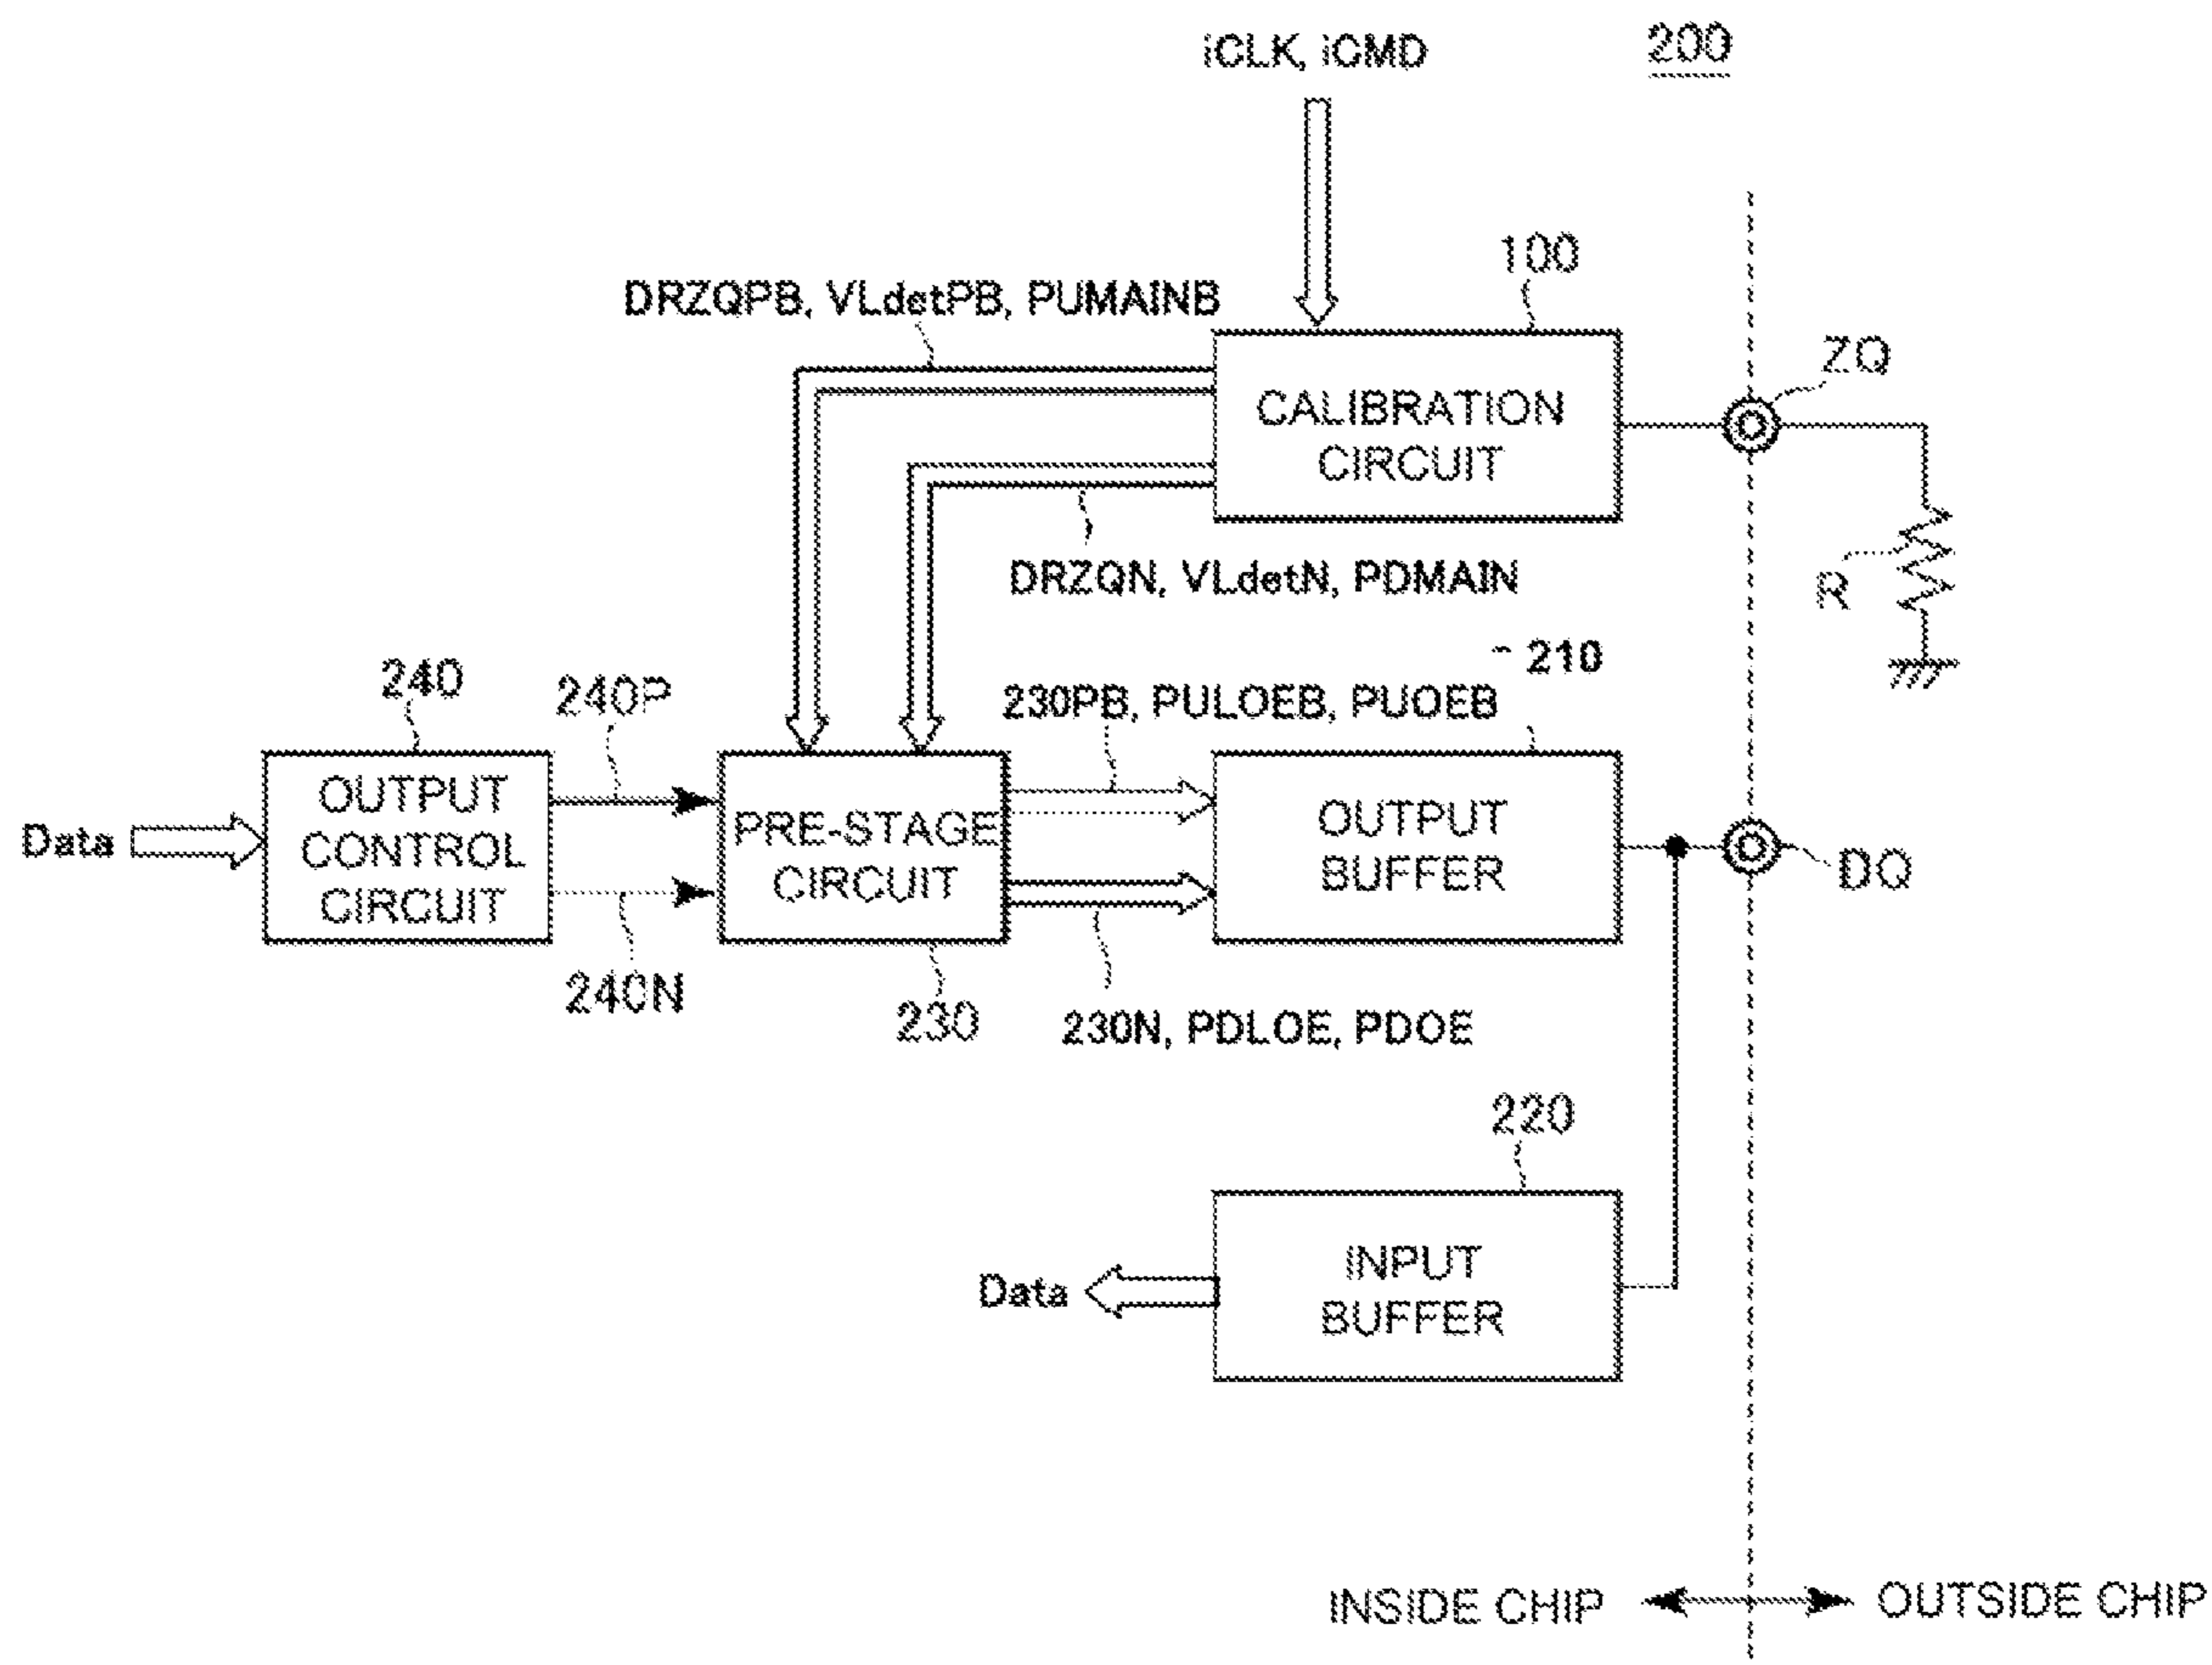 iCLK, iCMD
200
100
DRZQPB, VLdetPB, PUMAINB
ZQ
CALIBRATION
CIRCUIT
DRZQN, VLdetN, PDMAIN
R
210
240
240P
230PB, PULOEB, PUOEB
Data
OUTPUT
CONTROL
CIRCUIT
PRE-STAGE
CIRCUIT
OUTPUT
BUFFER
DQ
240N
230
230N, PDLOE, PDOE
220
Data
INPUT
BUFFER
INSIDE CHIP
OUTSIDE CHIP